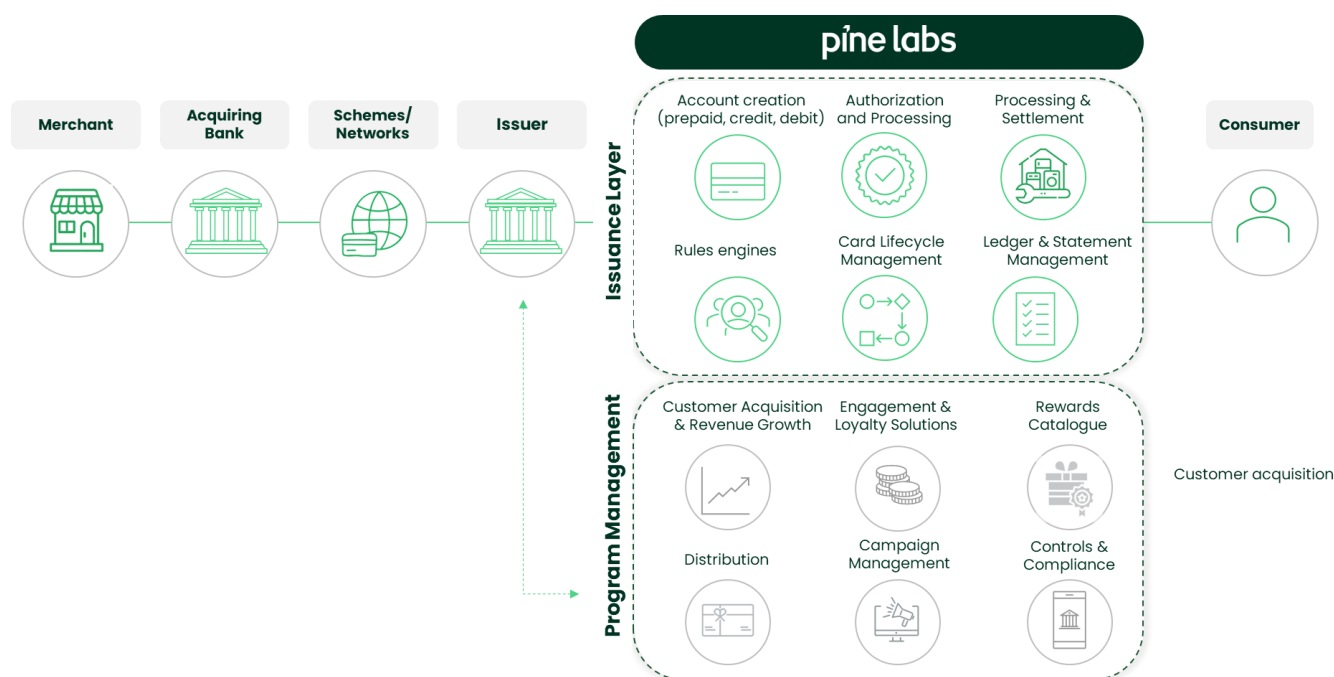 pine labs
Merchant
Acquiring
Bank
Schemes/
Networks
Issuer
Consumer
Issuance Layer
Account creation
(prepaid, credit, debit)
Authorization
and Processing
Processing &
Settlement
Rules engines
Card Lifecycle
Management
Ledger & Statement
Management
Program Management
Customer Acquisition
& Revenue Growth
Engagement &
Loyalty Solutions
Rewards
Catalogue
Customer acquisition
Distribution
Campaign
Management
Controls &
Compliance